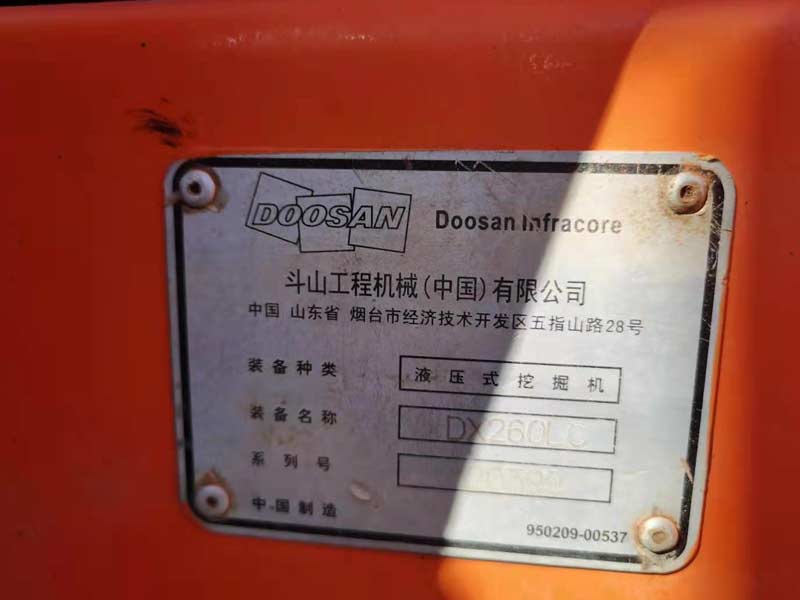 DOOSAN Doosan Infracore
斗山工程机械(中国)有限公司
中国 山东省 烟台市经济技术开发区五指山路28号
装备种类 液压式挖掘机
装备名称 DX260LC
系列号
中国制造
950209-00537